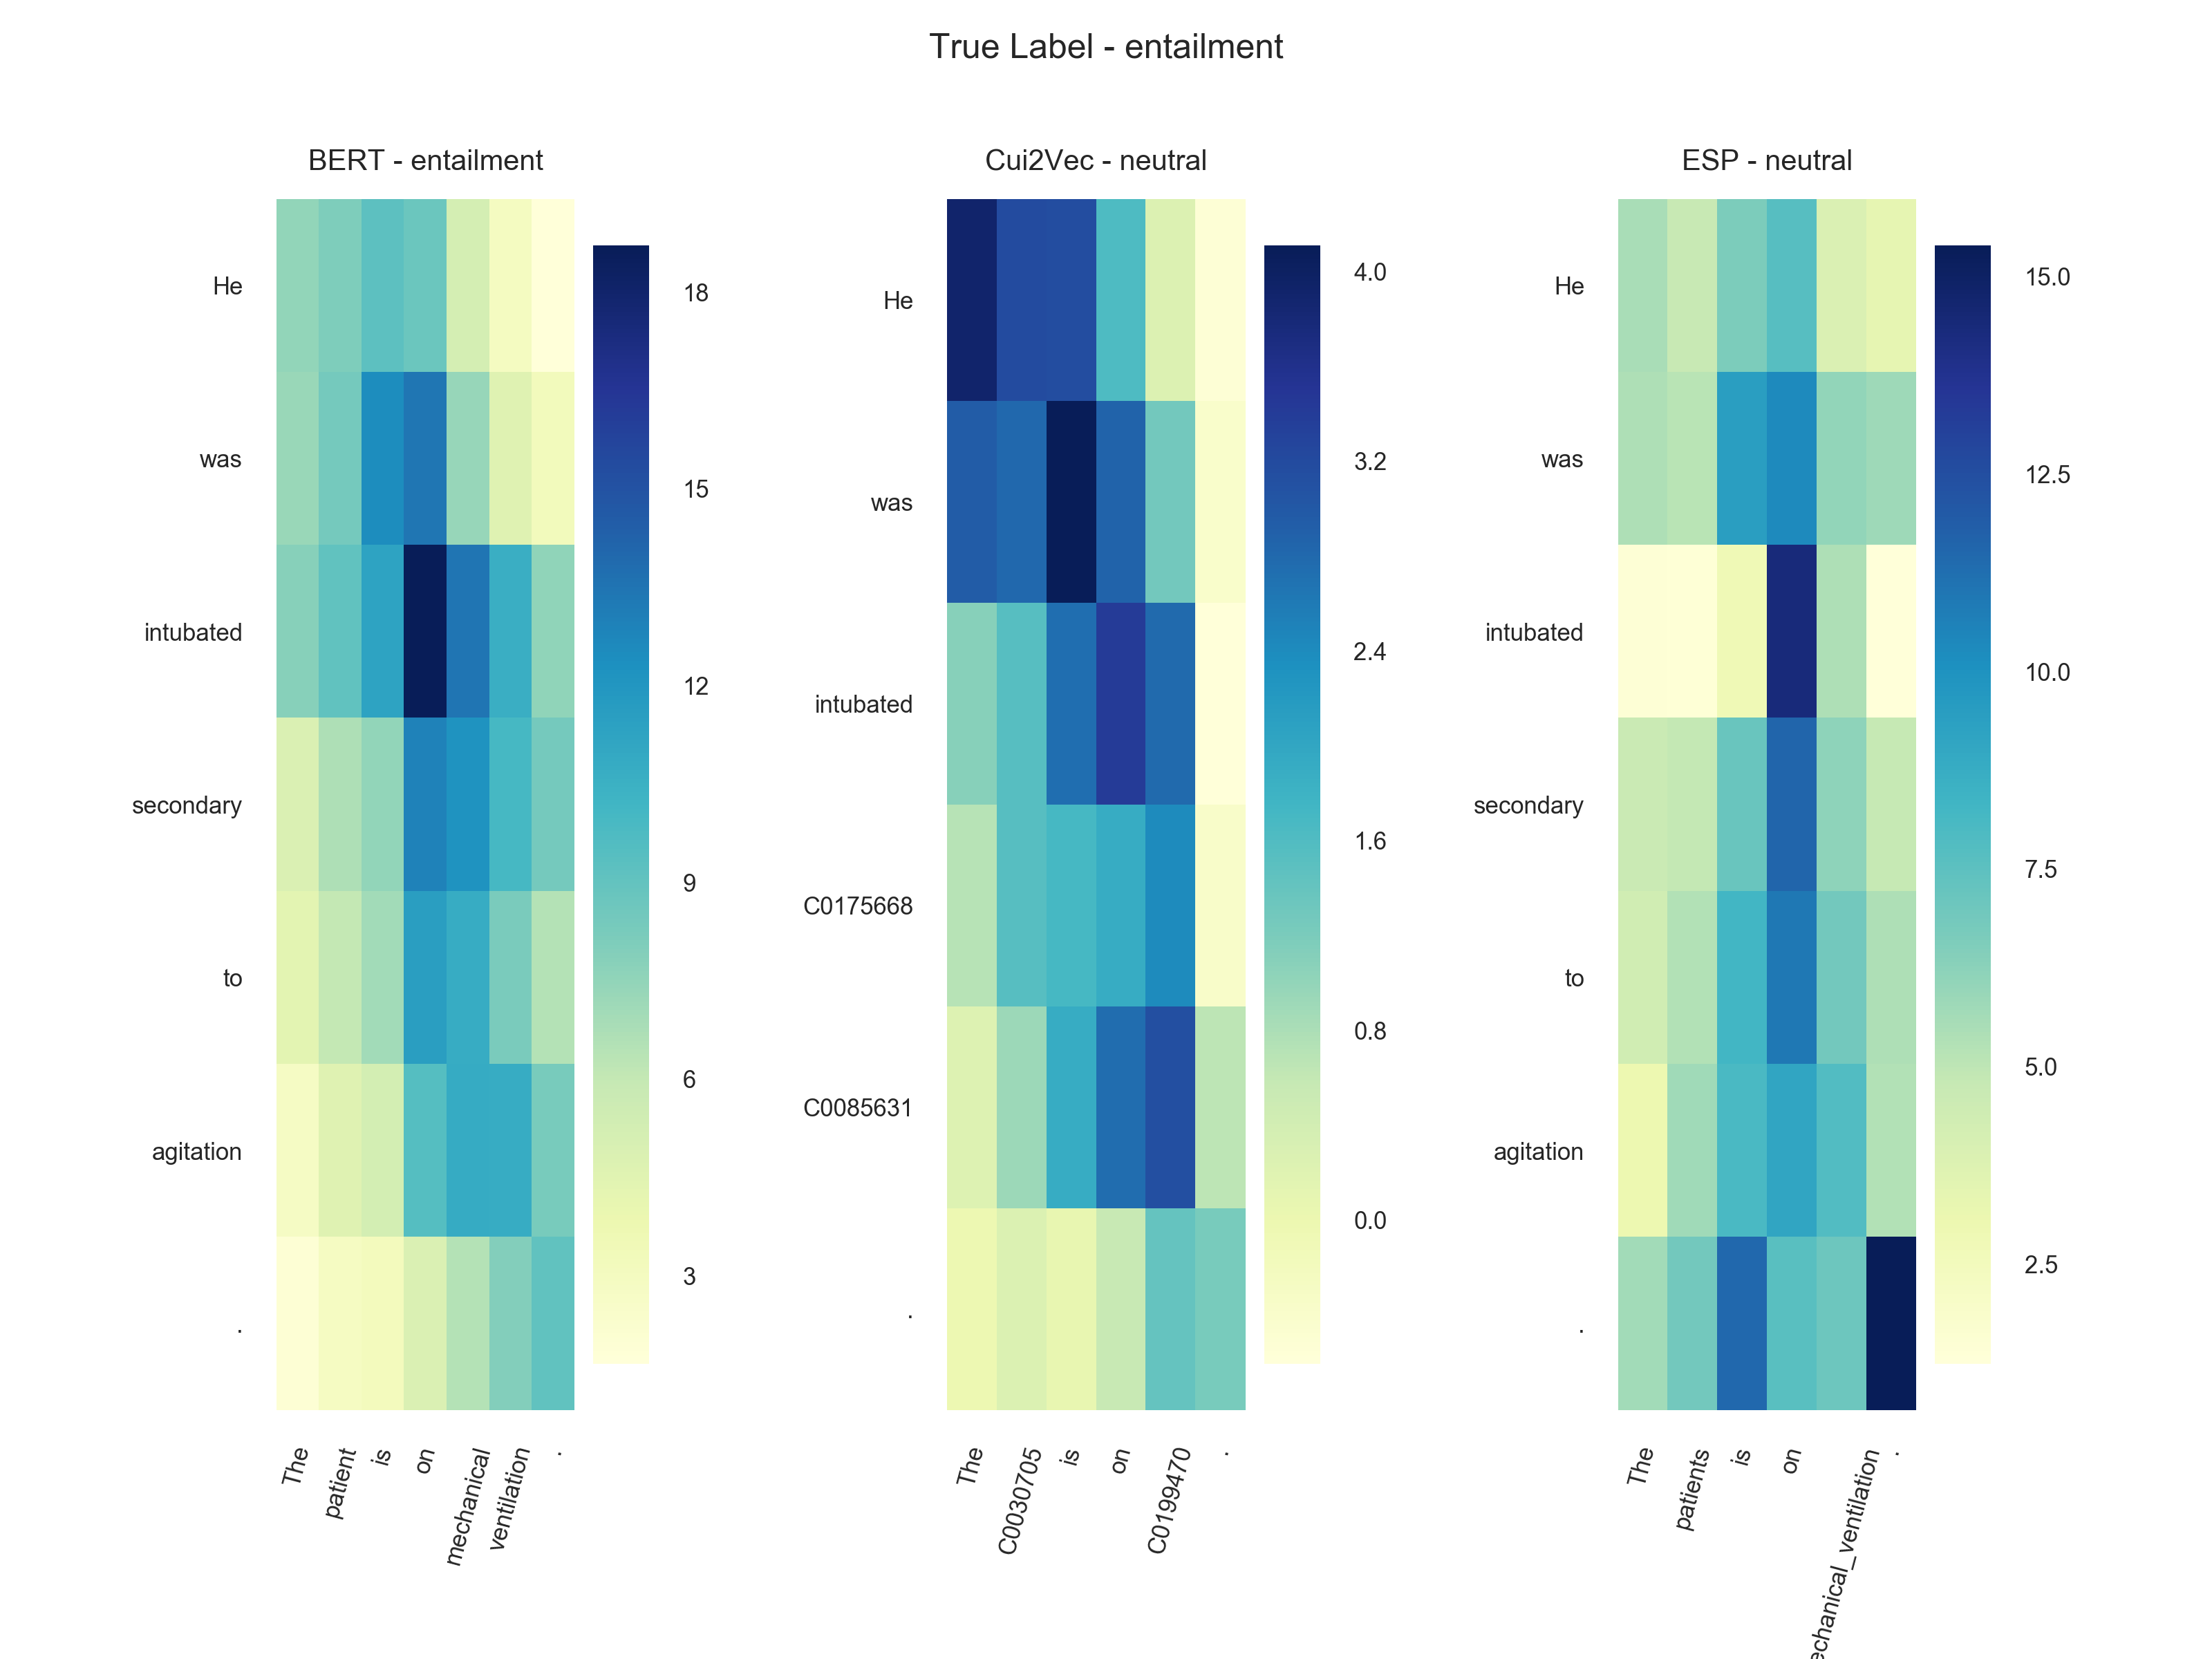 True Label - entailment
BERT - entailment
He
was
intubated
secondary
to
agitation
.
The
patient
is
on
mechanical
ventilation
.
18
15
12
9
6
3
Cui2Vec - neutral
He
was
intubated
C0175668
C0085631
.
The
C0030705
is
on
C0199470
.
4.0
3.2
2.4
1.6
0.8
0.0
ESP - neutral
He
was
intubated
secondary
to
agitation
.
The
patients
is
on
echanical_ventilation
.
15.0
12.5
10.0
7.5
5.0
2.5